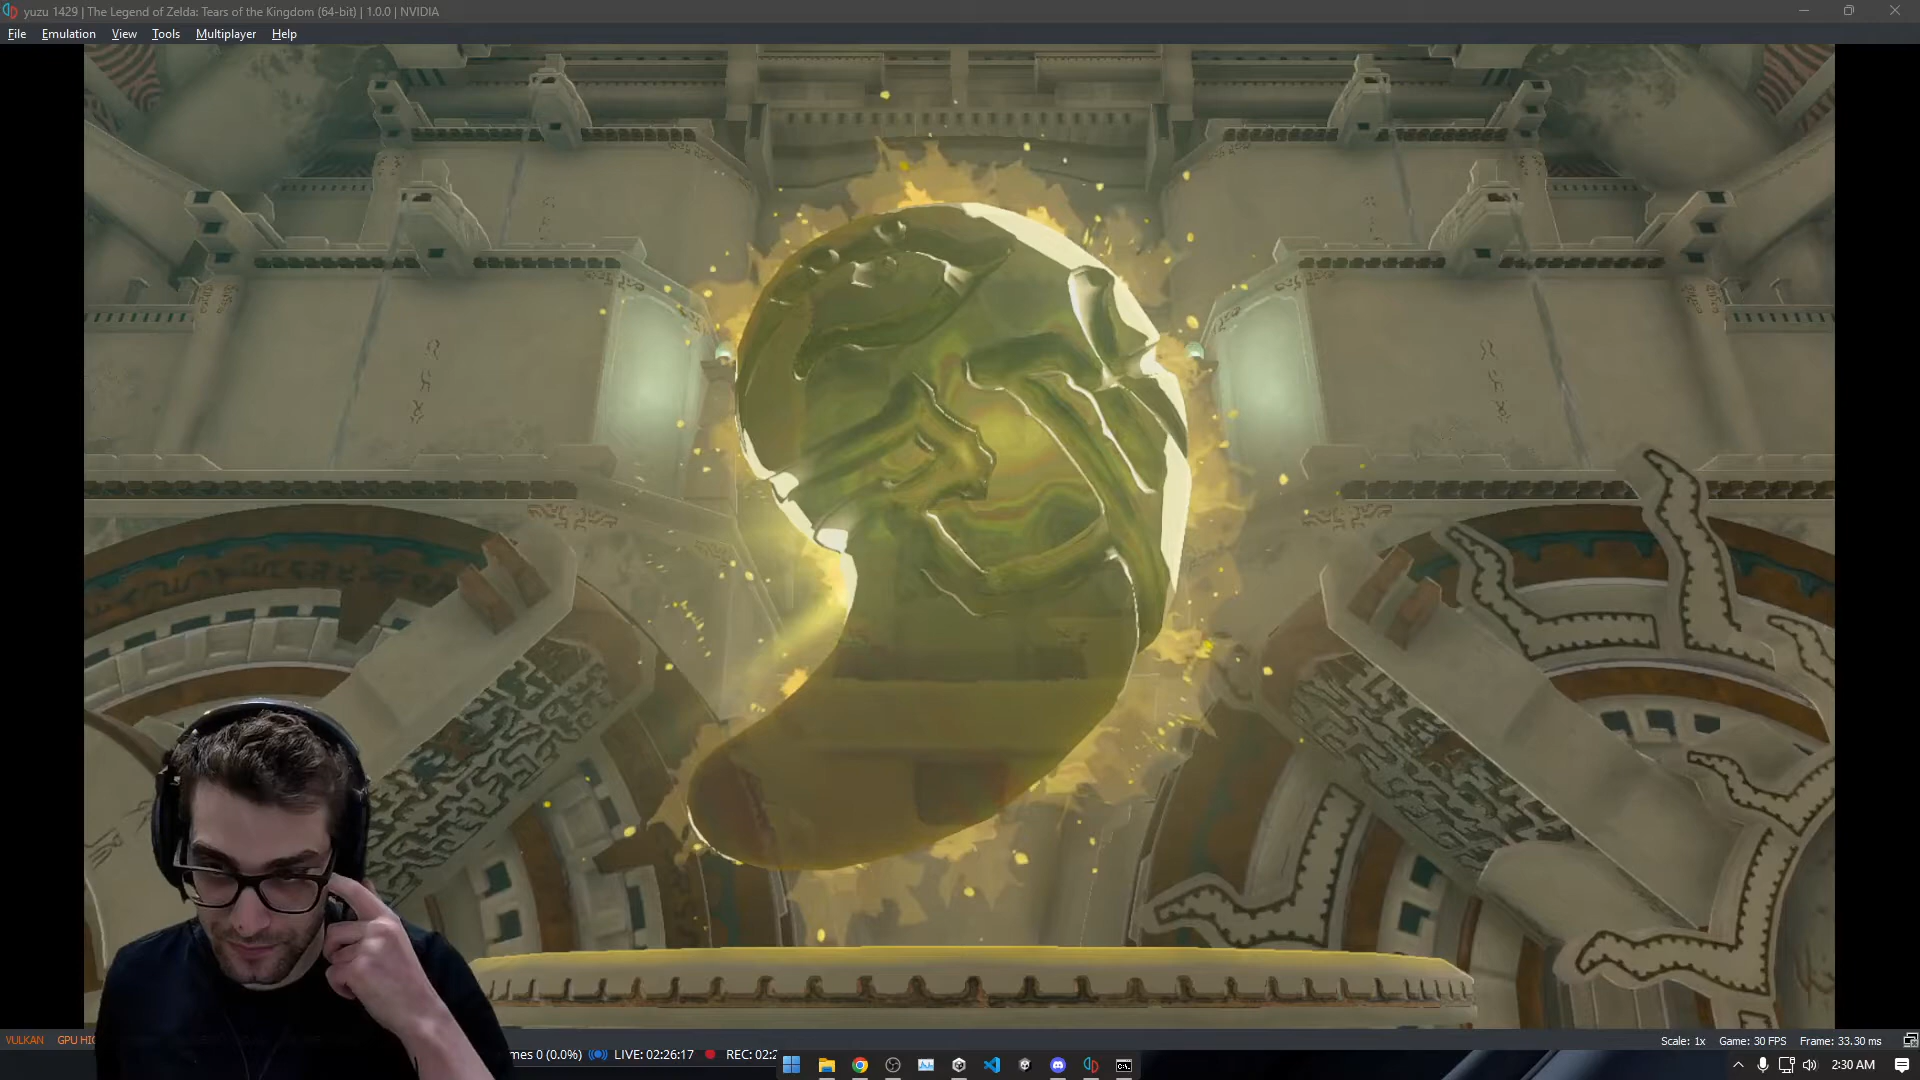 yuzu 1429 | The Legend of Zelda: Tears of the Kingdom (64-bit) | 1.0.0 | NVIDIA
File Emulation View Tools Multiplayer Help
VULKAN GPU HIG
Scale: 1x Game: 30 FPS Frame: 33.30 ms
mes 0 (0.0%) LIVE: 02:26:17 REC: 02:2
2:30 AM